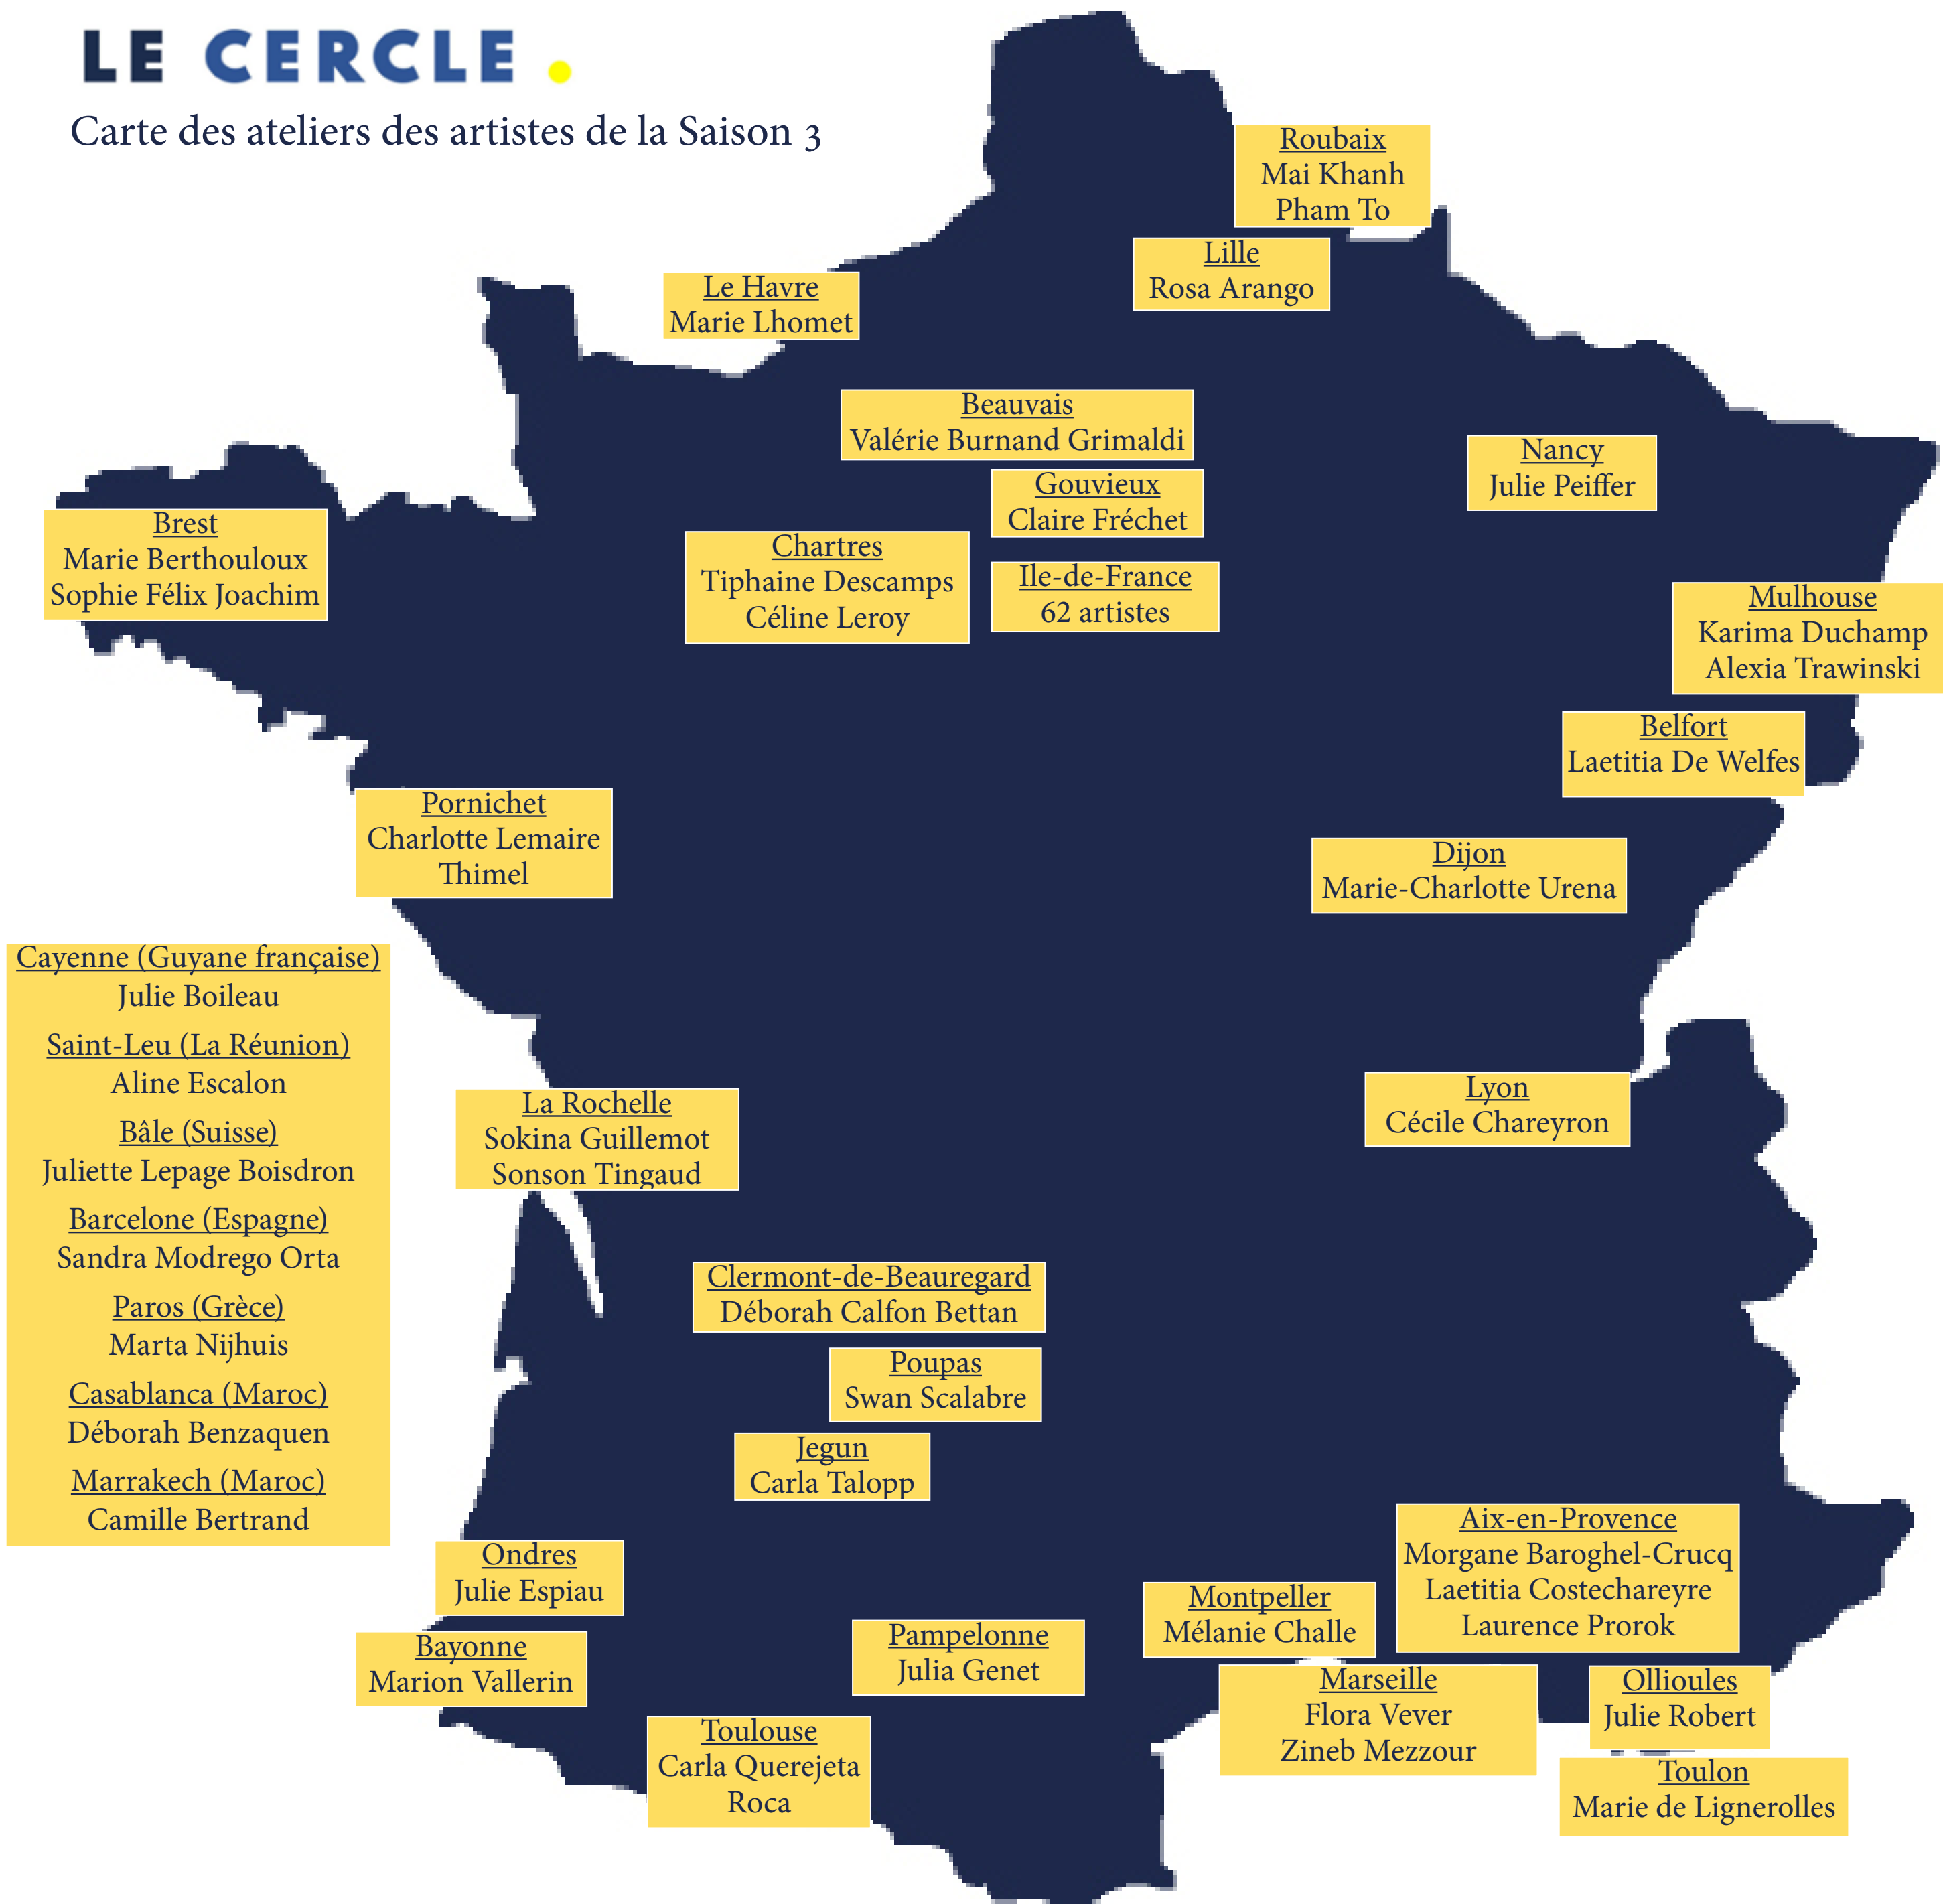 LE CERCLE.
Carte des ateliers des artistes de la Saison 3
Roubaix
Mai Khanh
Pham To
Lille
Rosa Arango
Le Havre
Marie Lhomet
Beauvais
Valérie Burnand Grimaldi
Nancy
Julie Peiffer
Gouvieux
Claire Fréchet
Brest
Marie Berthouloux
Sophie Félix Joachim
Chartres
Tiphaine Descamps
Céline Leroy
Ile-de-France
62 artistes
Mulhouse
Karima Duchamp
Alexia Trawinski
Belfort
Laetitia De Welfes
Pornichet
Charlotte Lemaire
Thimel
Dijon
Marie-Charlotte Urena
Cayenne (Guyane française)
Julie Boileau
Saint-Leu (La Réunion)
Aline Escalon
Bâle (Suisse)
Juliette Lepage Boisdron
Barcelone (Espagne)
Sandra Modrego Orta
Paros (Grèce)
Marta Nijhuis
Casablanca (Maroc)
Déborah Benzaquen
Marrakech (Maroc)
Camille Bertrand
La Rochelle
Sokina Guillemot
Sonson Tingaud
Lyon
Cécile Chareyron
Clermont-de-Beauregard
Déborah Calfon Bettan
Poupas
Swan Scalabre
Jegun
Carla Talopp
Aix-en-Provence
Morgane Baroghel-Crucq
Laetitia Costechareyre
Laurence Prorok
Ondres
Julie Espiau
Montpeller
Mélanie Challe
Bayonne
Marion Vallerin
Pampelonne
Julia Genet
Marseille
Flora Vever
Zineb Mezzour
Ollioules
Julie Robert
Toulouse
Carla Querejeta
Roca
Toulon
Marie de Lignerolles